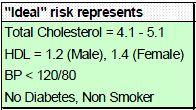 "Ideal" risk represents
Total Cholesterol = 4.1 - 5.1
HDL = 1.2 (Male), 1.4 (Female)
BP < 120/80
No Diabetes, Non Smoker